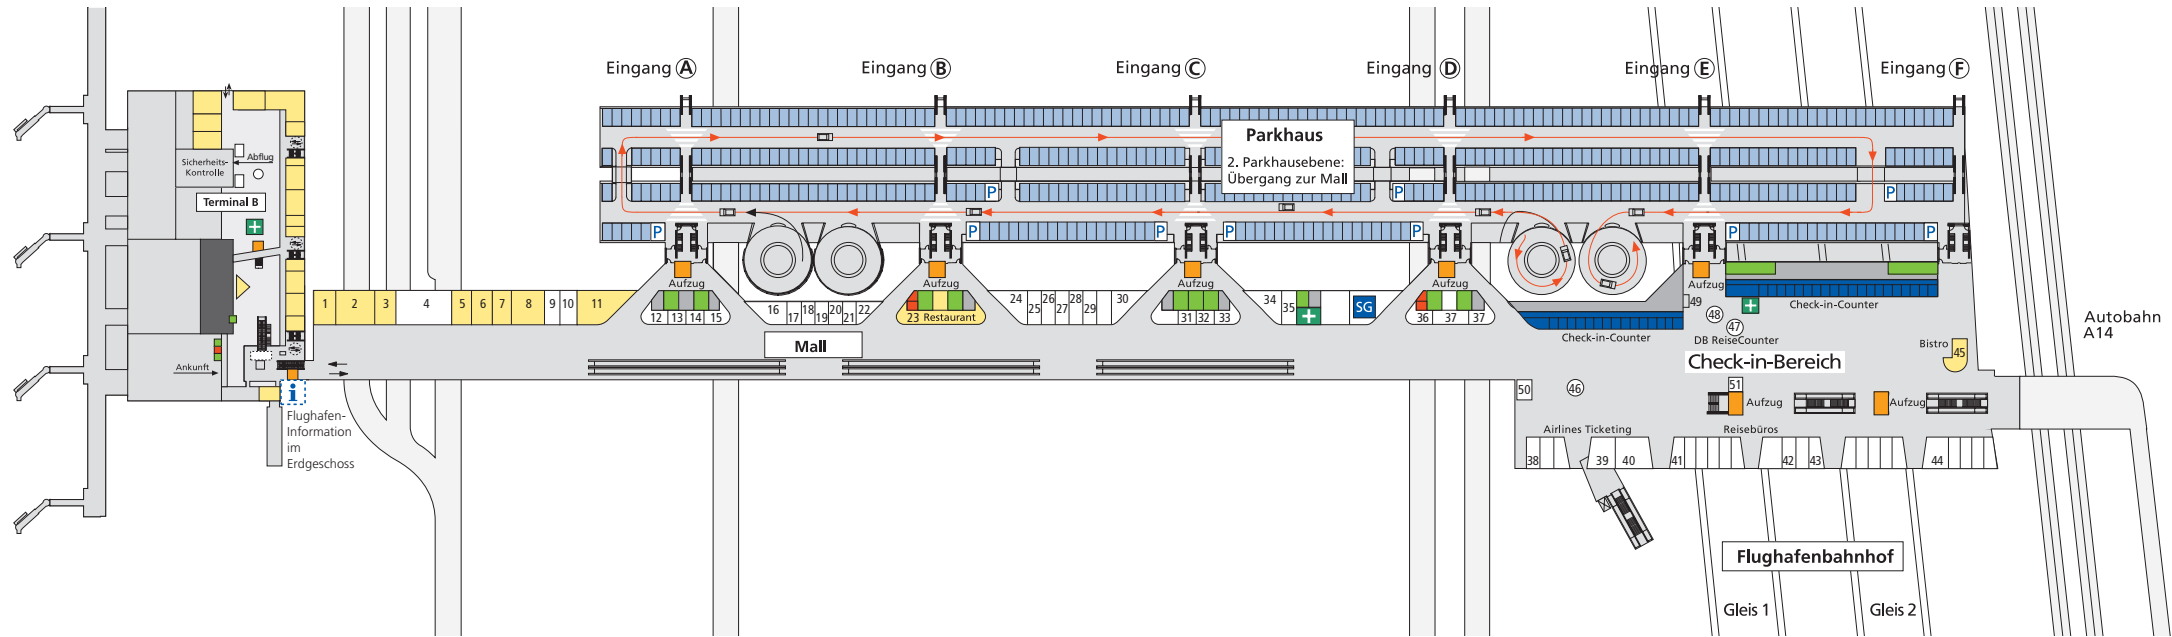 Eingang A
Eingang B
Eingang C
Eingang D
Eingang E
Eingang F
Parkhaus
2. Parkhausebene:
Übergang zur Mall
P
P
P
P
P
P
P
P
P
P
Sicherheits-
Kontrolle
Abflug
Terminal B
Ankunft
i
Flughafen-
Information
im
Erdgeschoss
Aufzug
Aufzug
Aufzug
Aufzug
Aufzug
1 2 3 4 5 6 7 8 9 10 11
12 13 14 15
16 17 18 19 20 21 22
23 Restaurant
24 25 26 27 28 29 30
31 32 33
34 35
SG
36 37 37
Mall
Check-in-Counter
Check-in-Counter
49
48
47
DB ReiseCounter
Check-in-Bereich
Bistro
45
Autobahn
A14
50
46
51
Aufzug
Aufzug
Airlines Ticketing
Reisebüros
38 39 40 41 42 43 44
Flughafenbahnhof
Gleis 1
Gleis 2